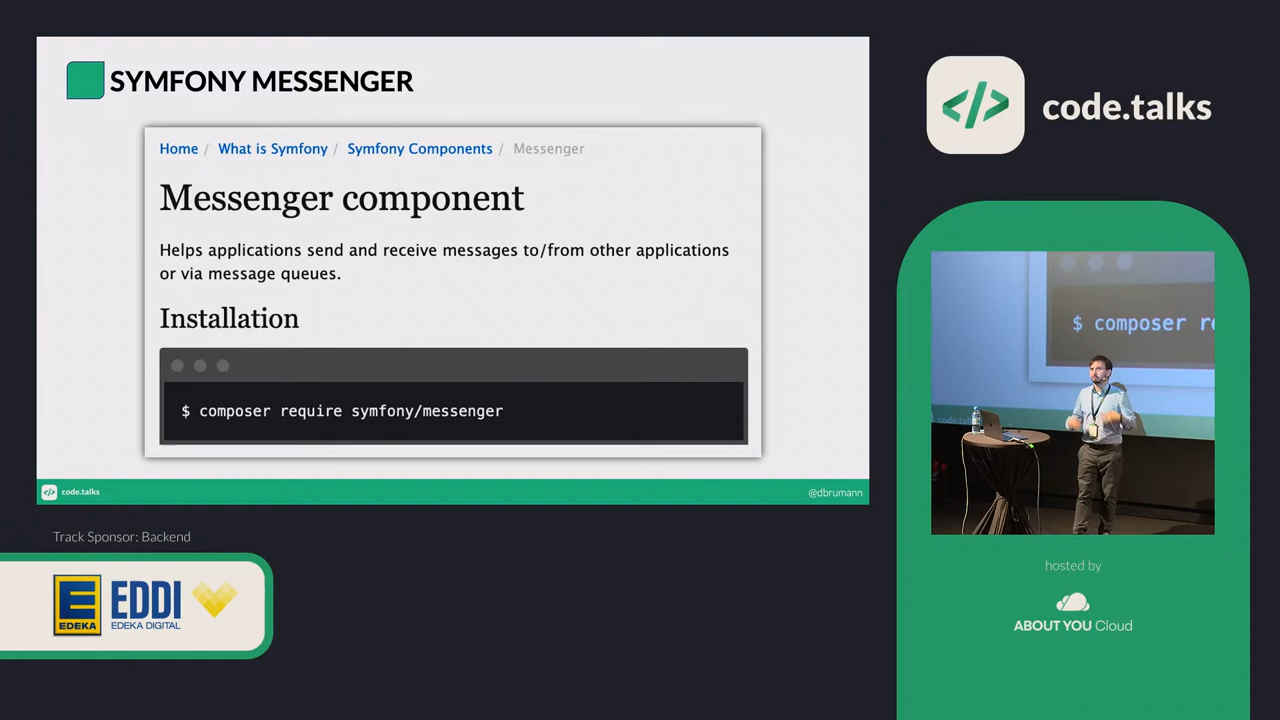 SYMFONY MESSENGER
Home / What is Symfony / Symfony Components / Messenger
Messenger component
Helps applications send and receive messages to/from other applications
or via message queues.
Installation
$ composer require symfony/messenger
code.talks
@dbrumann
Track Sponsor: Backend
E
EDEKA
EDDI
EDEKA DIGITAL
</>
code.talks
$ composer re
hosted by
ABOUT YOU Cloud